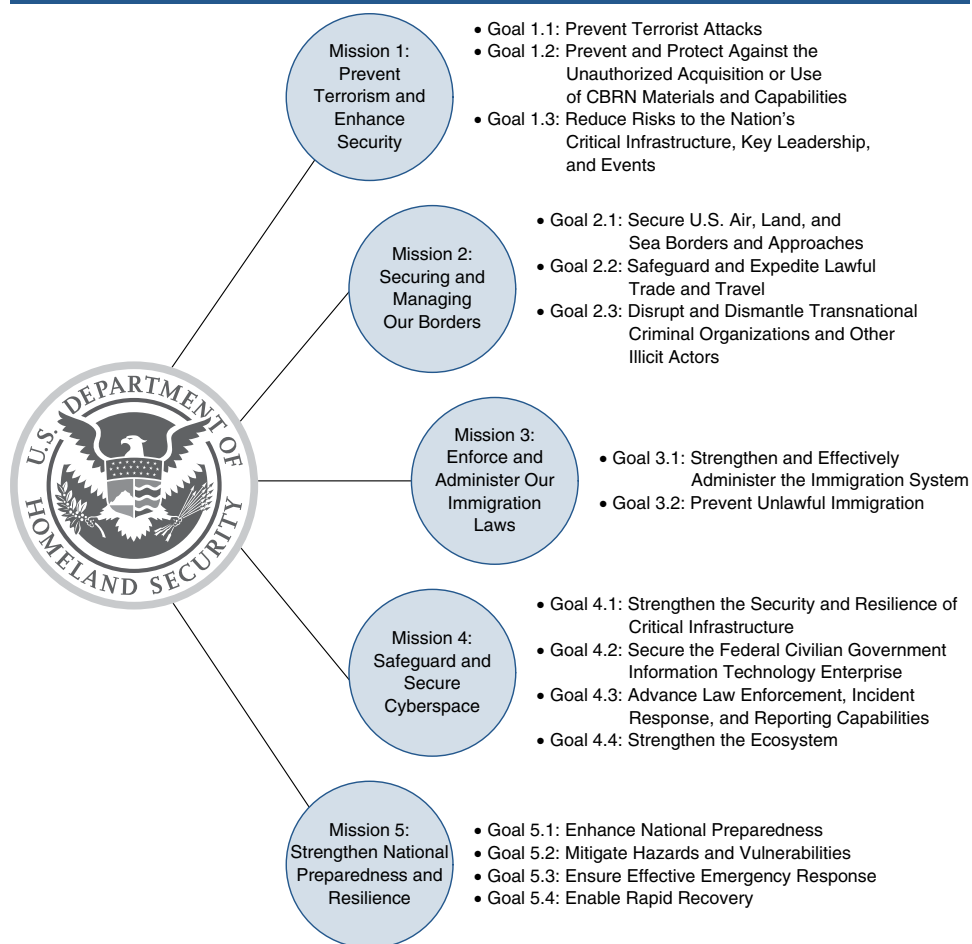 Mission 1:
Prevent
Terrorism and
Enhance
Security
• Goal 1.1: Prevent Terrorist Attacks
• Goal 1.2: Prevent and Protect Against the
Unauthorized Acquisition or Use
of CBRN Materials and Capabilities
• Goal 1.3: Reduce Risks to the Nation’s
Critical Infrastructure, Key Leadership,
and Events
Mission 2:
Securing and
Managing
Our Borders
• Goal 2.1: Secure U.S. Air, Land, and
Sea Borders and Approaches
• Goal 2.2: Safeguard and Expedite Lawful
Trade and Travel
• Goal 2.3: Disrupt and Dismantle Transnational
Criminal Organizations and Other
Illicit Actors
U.S. DEPARTMENT OF
HOMELAND SECURITY
Mission 3:
Enforce and
Administer Our
Immigration
Laws
• Goal 3.1: Strengthen and Effectively
Administer the Immigration System
• Goal 3.2: Prevent Unlawful Immigration
Mission 4:
Safeguard and
Secure
Cyberspace
• Goal 4.1: Strengthen the Security and Resilience of
Critical Infrastructure
• Goal 4.2: Secure the Federal Civilian Government
Information Technology Enterprise
• Goal 4.3: Advance Law Enforcement, Incident
Response, and Reporting Capabilities
• Goal 4.4: Strengthen the Ecosystem
Mission 5:
Strengthen National
Preparedness and
Resilience
• Goal 5.1: Enhance National Preparedness
• Goal 5.2: Mitigate Hazards and Vulnerabilities
• Goal 5.3: Ensure Effective Emergency Response
• Goal 5.4: Enable Rapid Recovery